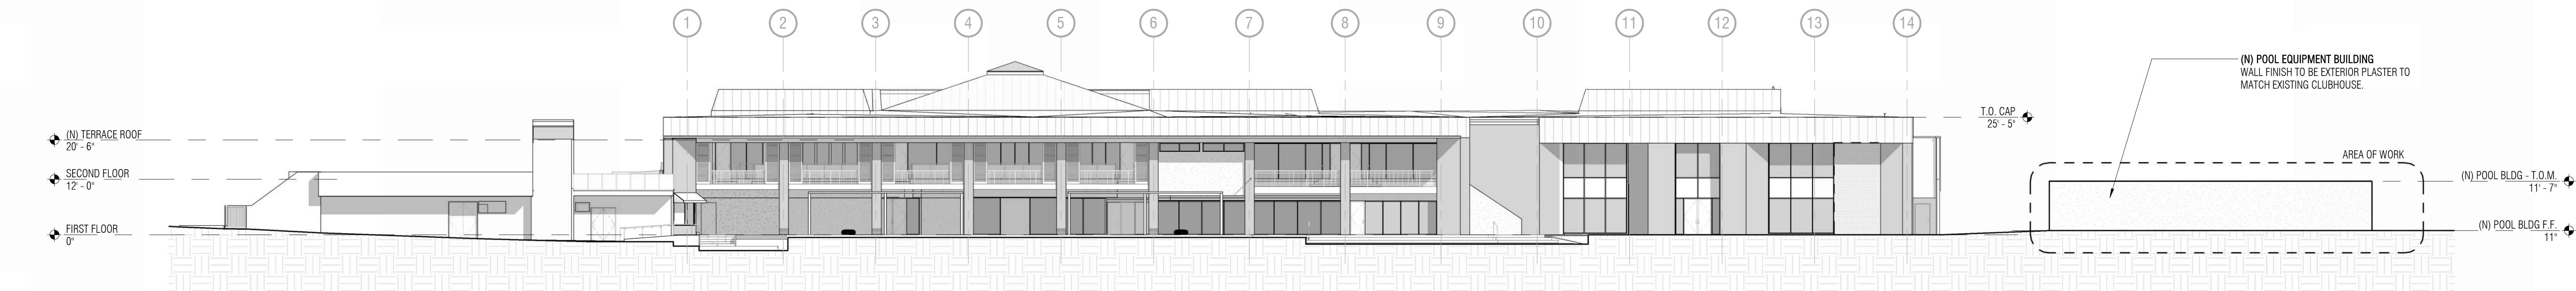 1 2 3 4 5 6 7 8 9 10 11 12 13 14
(N) POOL EQUIPMENT BUILDING
WALL FINISH TO BE EXTERIOR PLASTER TO
MATCH EXISTING CLUBHOUSE.
T.O. CAP
25' - 5"
(N) TERRACE ROOF
20' - 6"
AREA OF WORK
SECOND FLOOR
12' - 0"
(N) POOL BLDG - T.O.M.
11' - 7"
FIRST FLOOR
0"
(N) POOL BLDG F.F.
11"